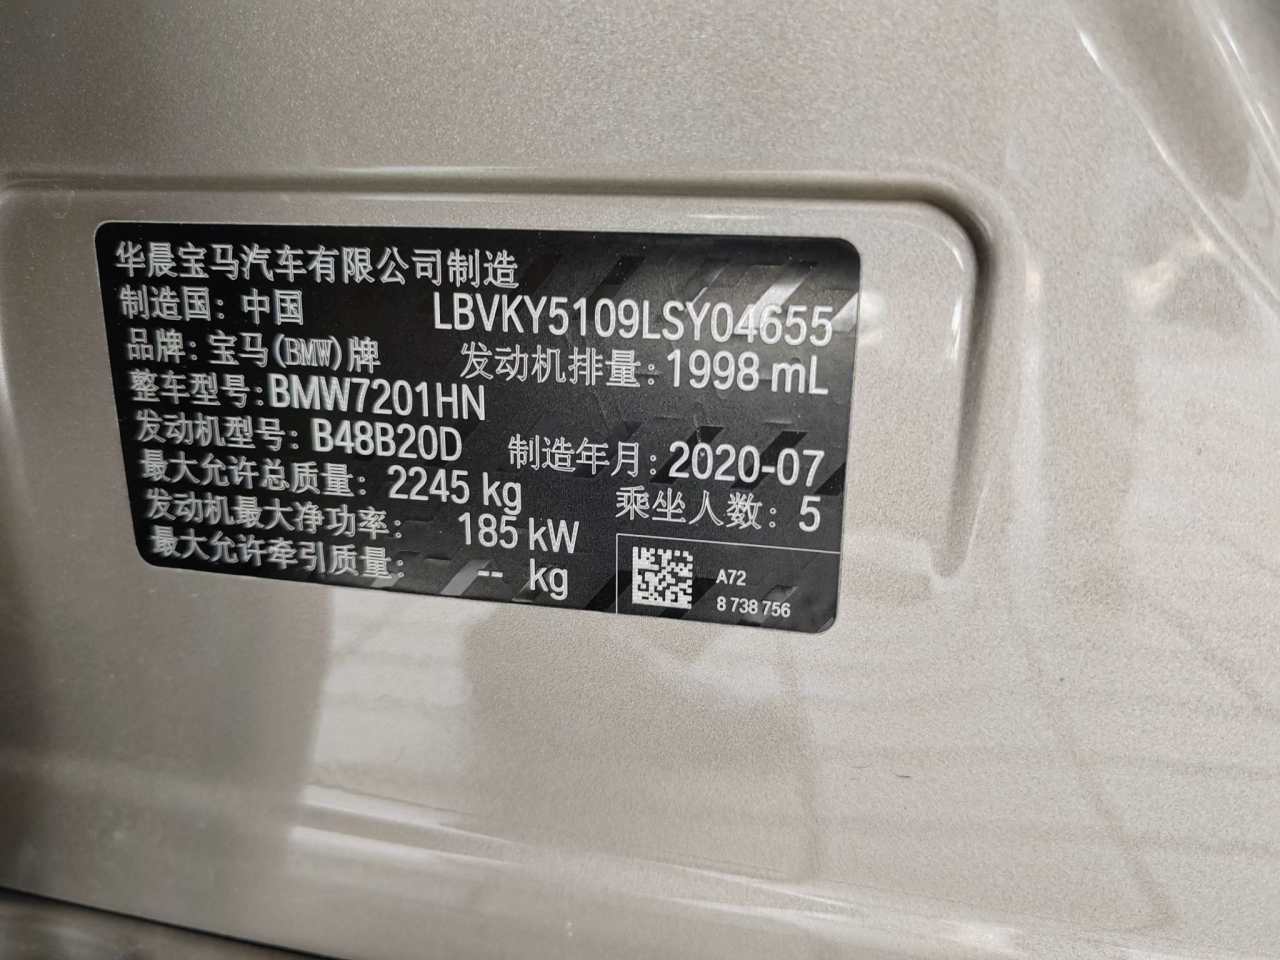 华晨宝马汽车有限公司制造
制造国：中国 LBVKY5109LSY04655
品牌：宝马(BMW)牌 发动机排量：1998 mL
整车型号：BMW7201HN
发动机型号：B48B20D 制造年月：2020-07
最大允许总质量：2245 kg 乘坐人数：5
发动机最大净功率：185 kW
最大允许牵引质量：-- kg
A72
8 738 756